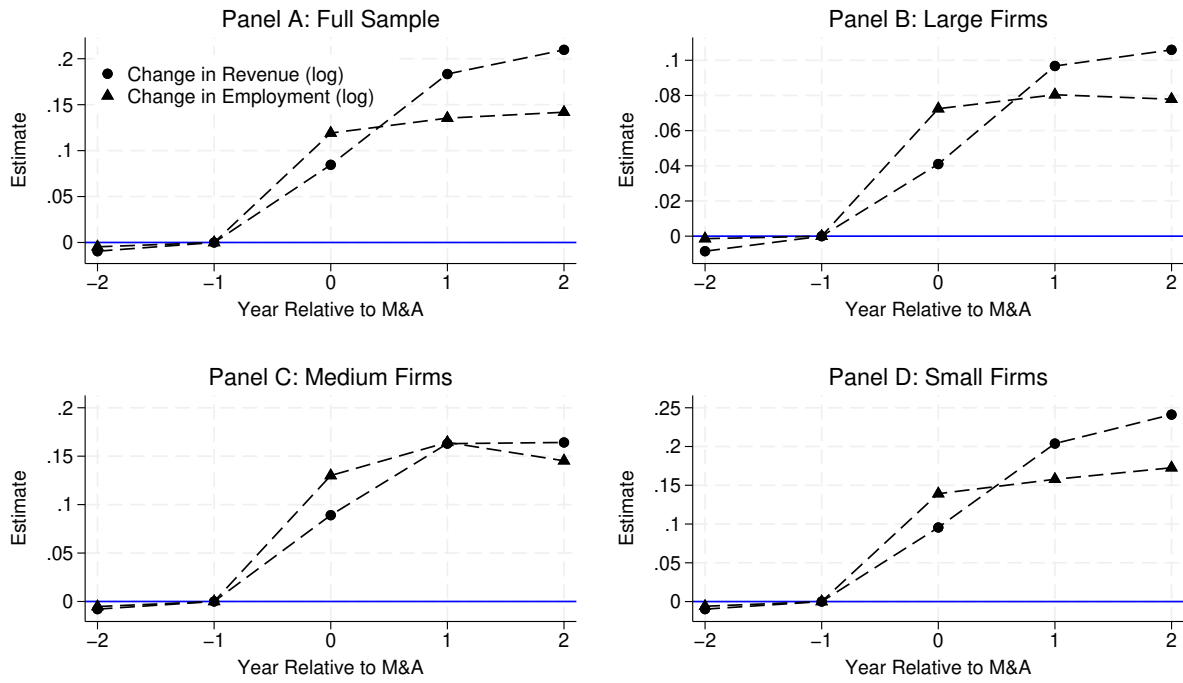 Panel A: Full Sample
Estimate
.2
.15
.1
.05
0
Change in Revenue (log)
Change in Employment (log)
−2 −1 0 1 2
Year Relative to M&A
Panel B: Large Firms
Estimate
.1
.08
.06
.04
.02
0
−2 −1 0 1 2
Year Relative to M&A
Panel C: Medium Firms
Estimate
.2
.15
.1
.05
0
−2 −1 0 1 2
Year Relative to M&A
Panel D: Small Firms
Estimate
.25
.2
.15
.1
.05
0
−2 −1 0 1 2
Year Relative to M&A